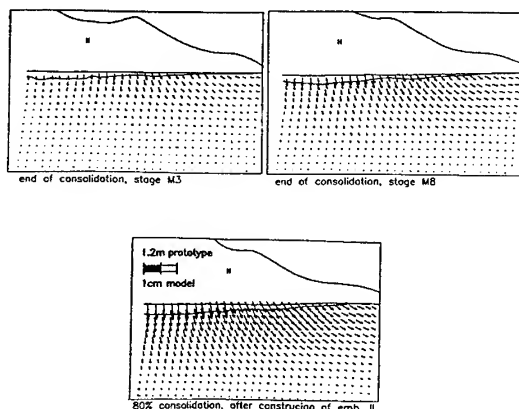 end of consolidation, stage M3
end of consolidation, stage M8
1.2m prototype
1cm model
80% consolidation, after construcing of emb. II